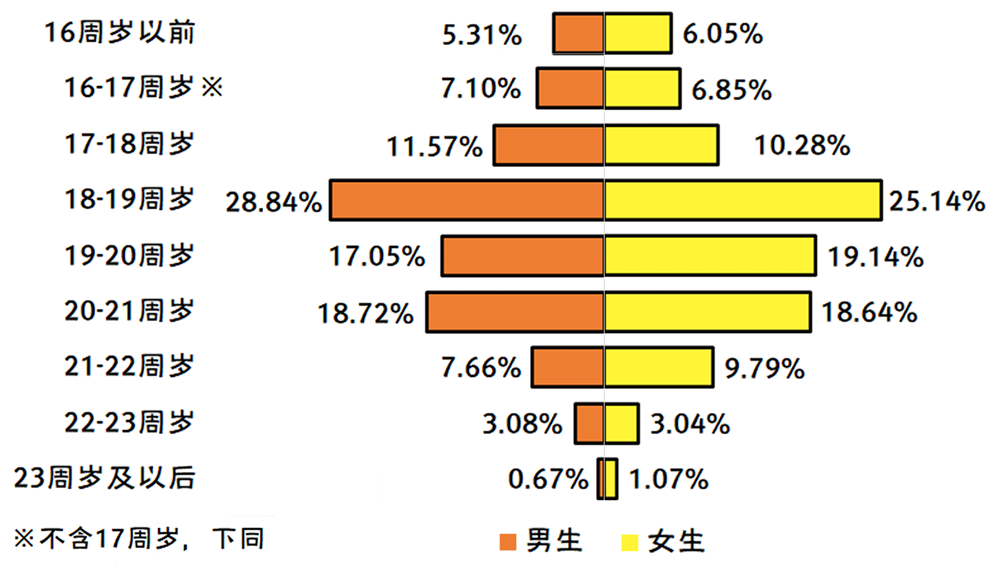 16周岁以前 5.31% 6.05%
16-17周岁※ 7.10% 6.85%
17-18周岁 11.57% 10.28%
18-19周岁 28.84% 25.14%
19-20周岁 17.05% 19.14%
20-21周岁 18.72% 18.64%
21-22周岁 7.66% 9.79%
22-23周岁 3.08% 3.04%
23周岁及以后 0.67% 1.07%
※不含17周岁，下同 男生 女生